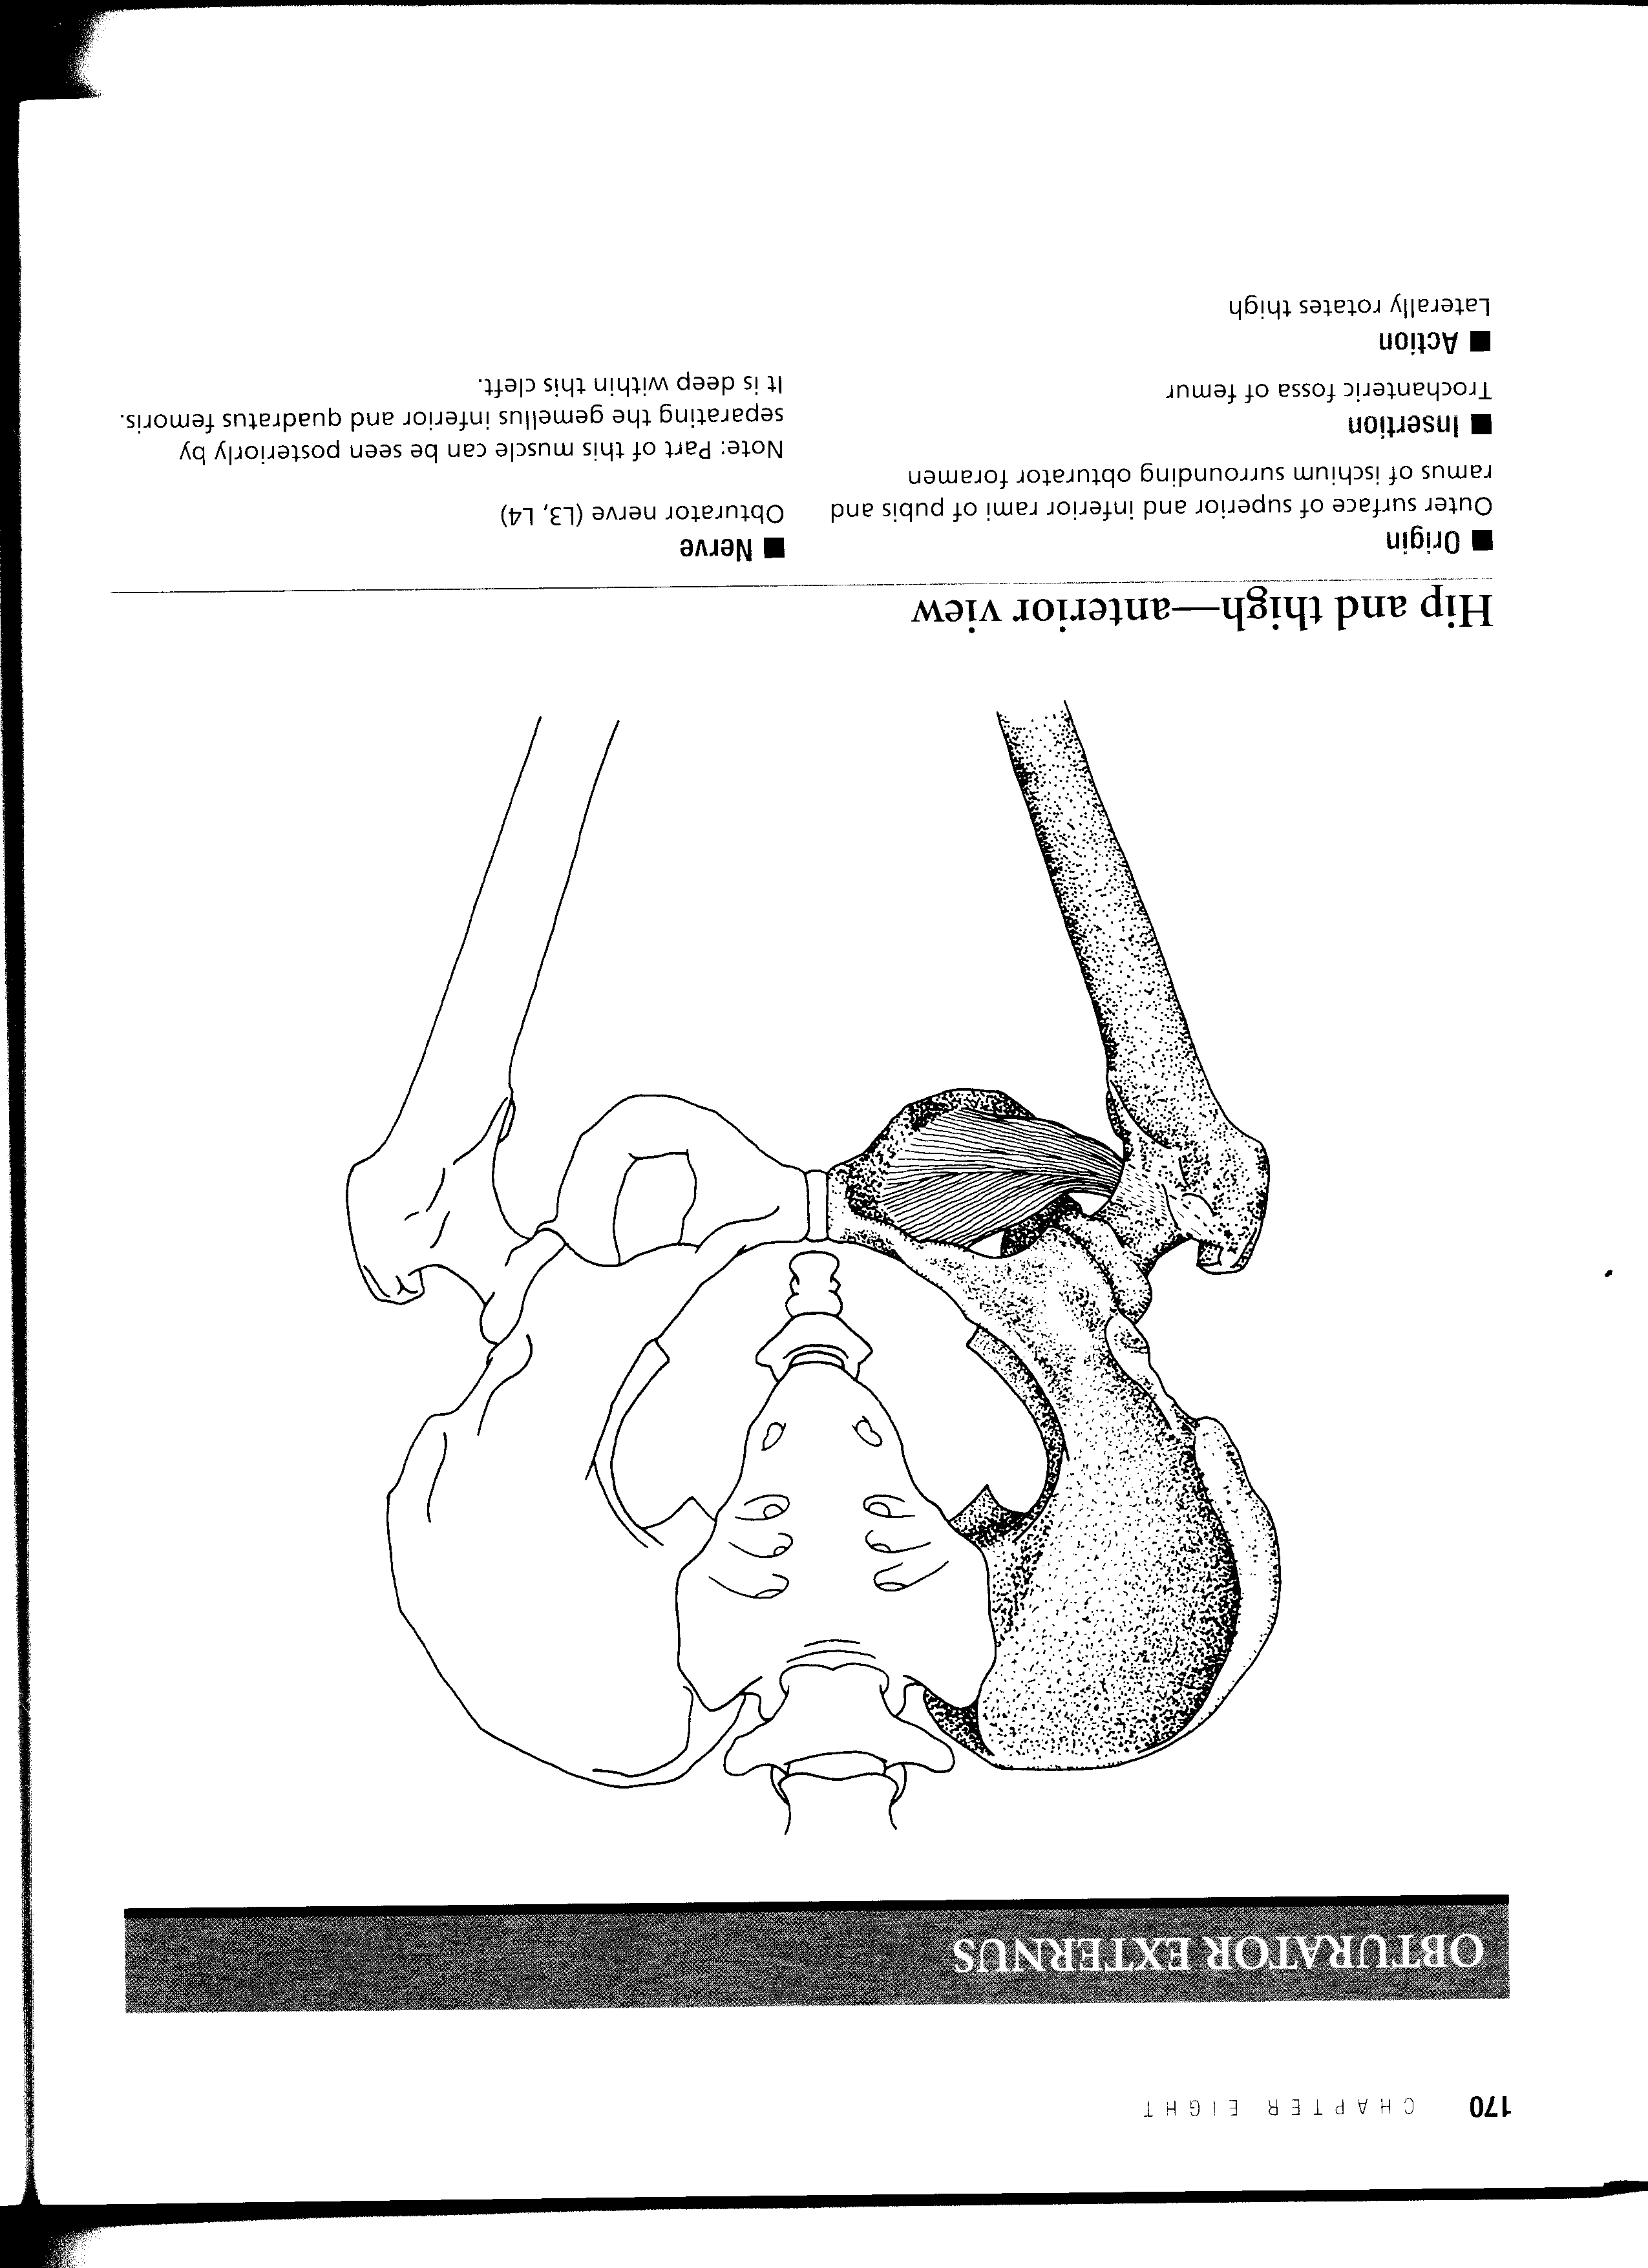 170 CHAPTER EIGHT
OBTURATOR EXTERNUS
Hip and thigh—anterior view
■ Origin
Outer surface of superior and inferior rami of pubis and
ramus of ischium surrounding obturator foramen
■ Insertion
Trochanteric fossa of femur
■ Action
Laterally rotates thigh
■ Nerve
Obturator nerve (L3, L4)
Note: Part of this muscle can be seen posteriorly by
separating the gemellus inferior and quadratus femoris.
It is deep within this cleft.